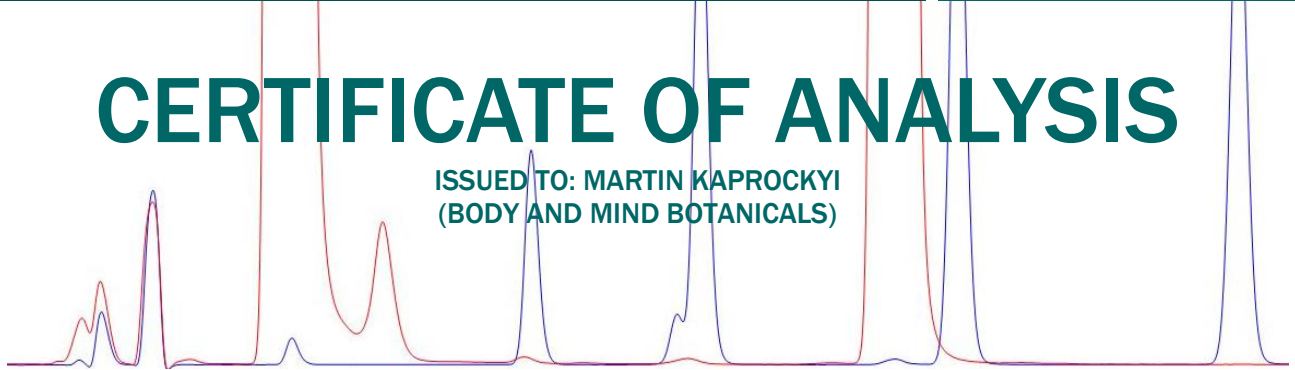 CERTIFICATE OF ANALYSIS
ISSUED TO: MARTIN KAPROCKYI
(BODY AND MIND BOTANICALS)